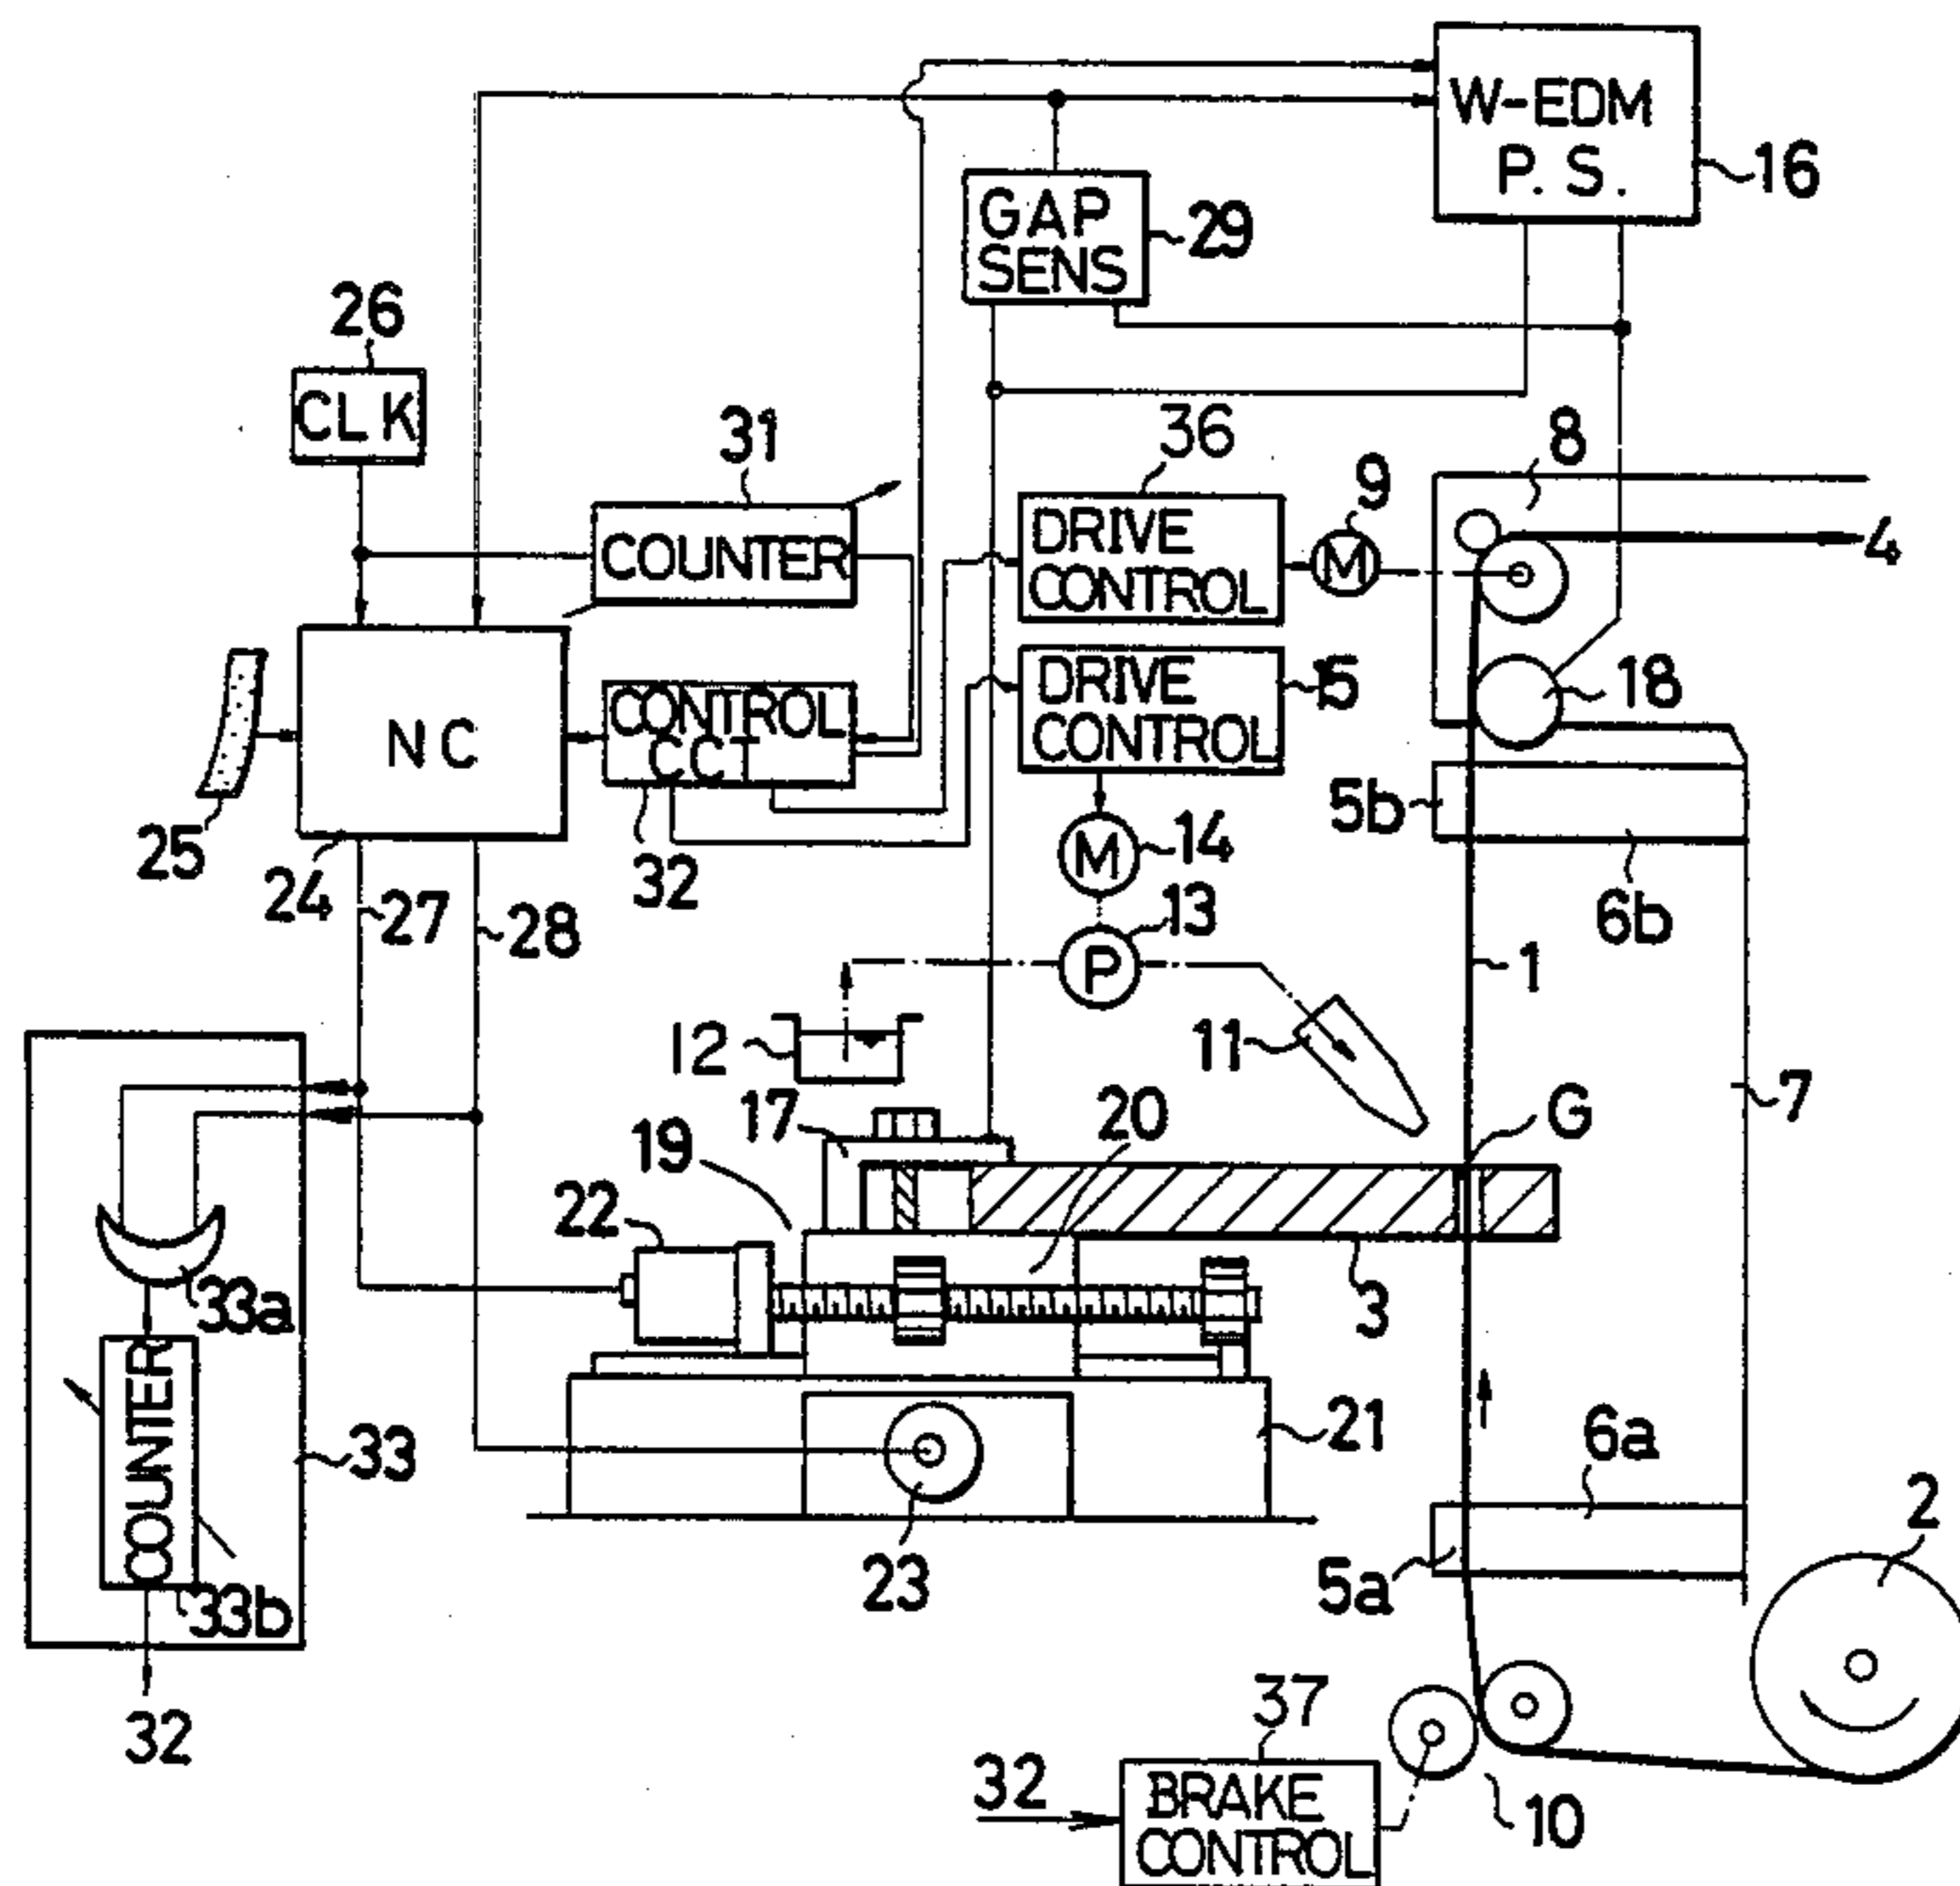 W-EDM
P.S.
16
GAP
SENS
29
26
CLK
31
COUNTER
36
DRIVE
CONTROL
9
M
8
4
NC
25
24
CONTROL
CCT
32
DRIVE
CONTROL
15
18
M
14
5b
6b
27
28
13
P
1
12
11
17
G
7
19
20
22
3
33a
COUNTER
33
33b
32
21
23
6a
5a
2
37
32
BRAKE
CONTROL
10